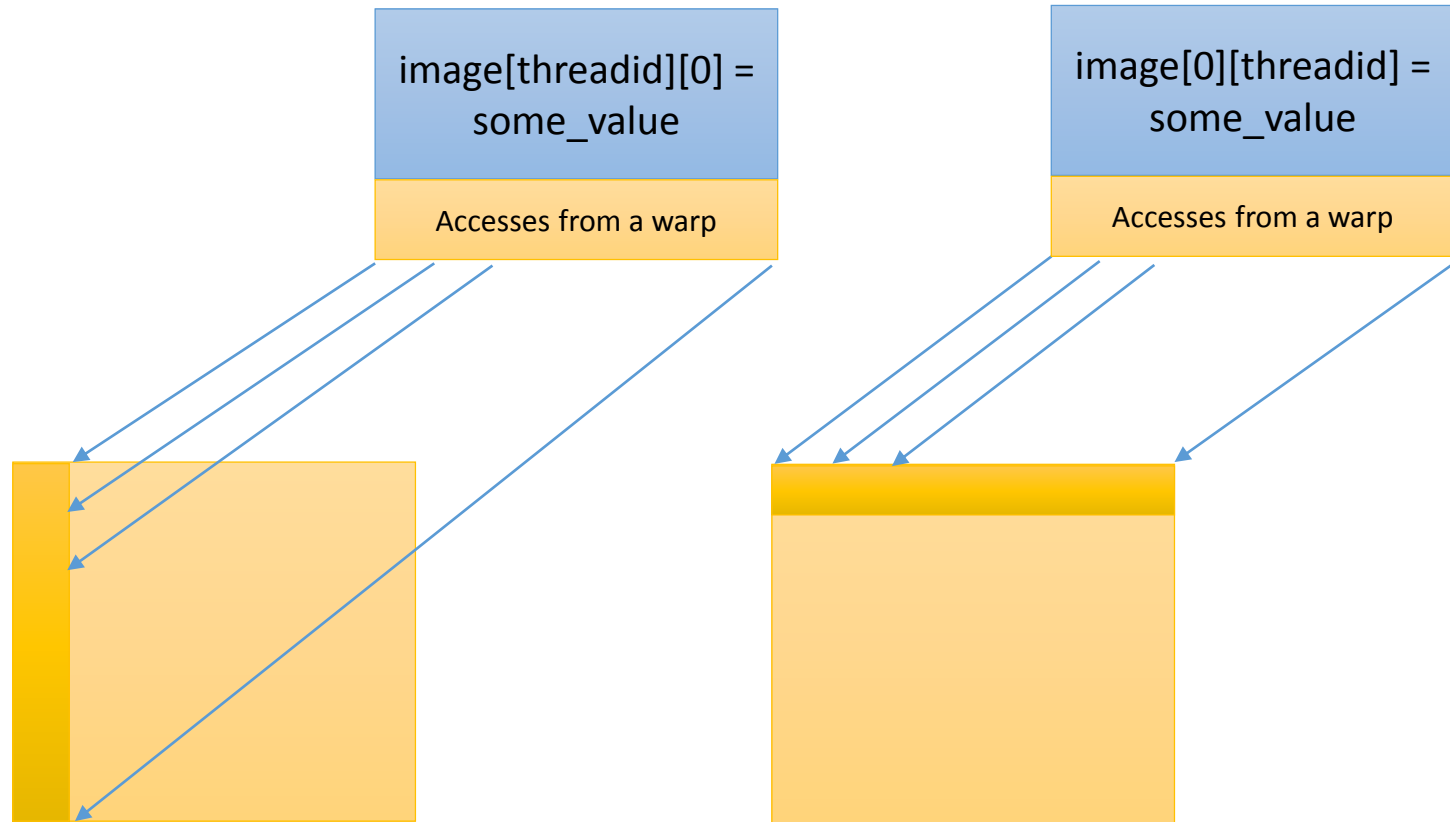 image[threadid][0] =
some_value
Accesses from a warp
image[0][threadid] =
some_value
Accesses from a warp